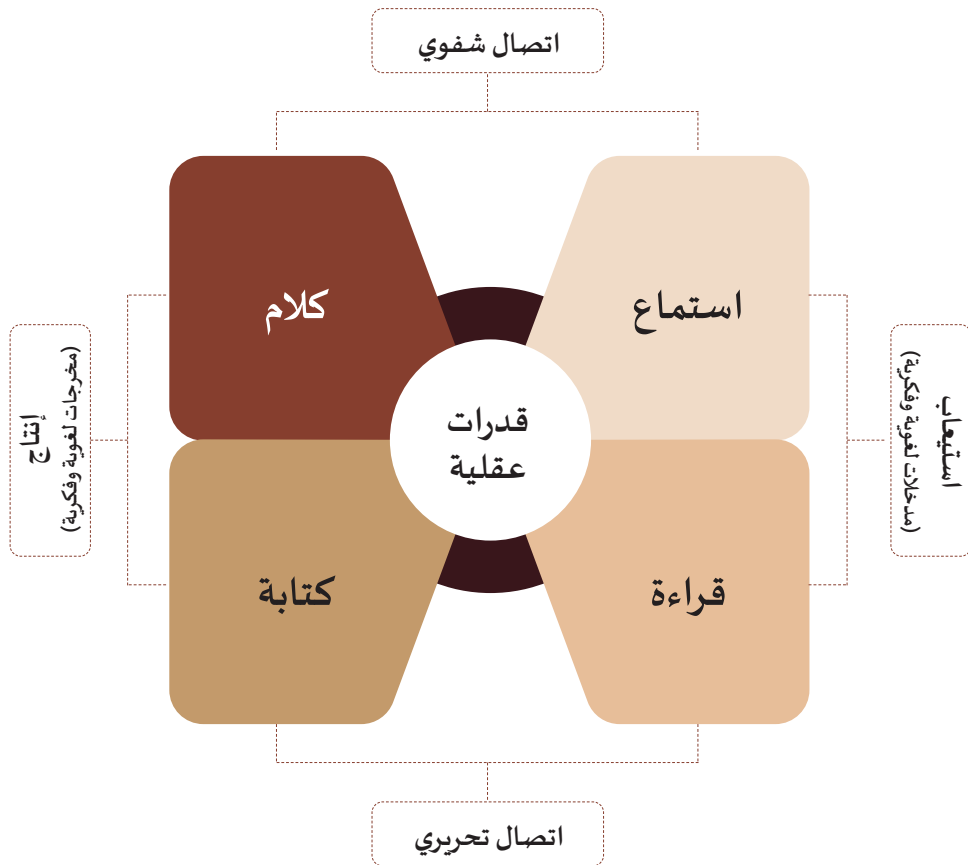 اتصال شفوي
استماع
كلام
استيعاب
(مدخلات لغوية وفكرية)
قدرات
عقلية
إنتاج
(مخرجات لغوية وفكرية)
قراءة
كتابة
اتصال تحريري